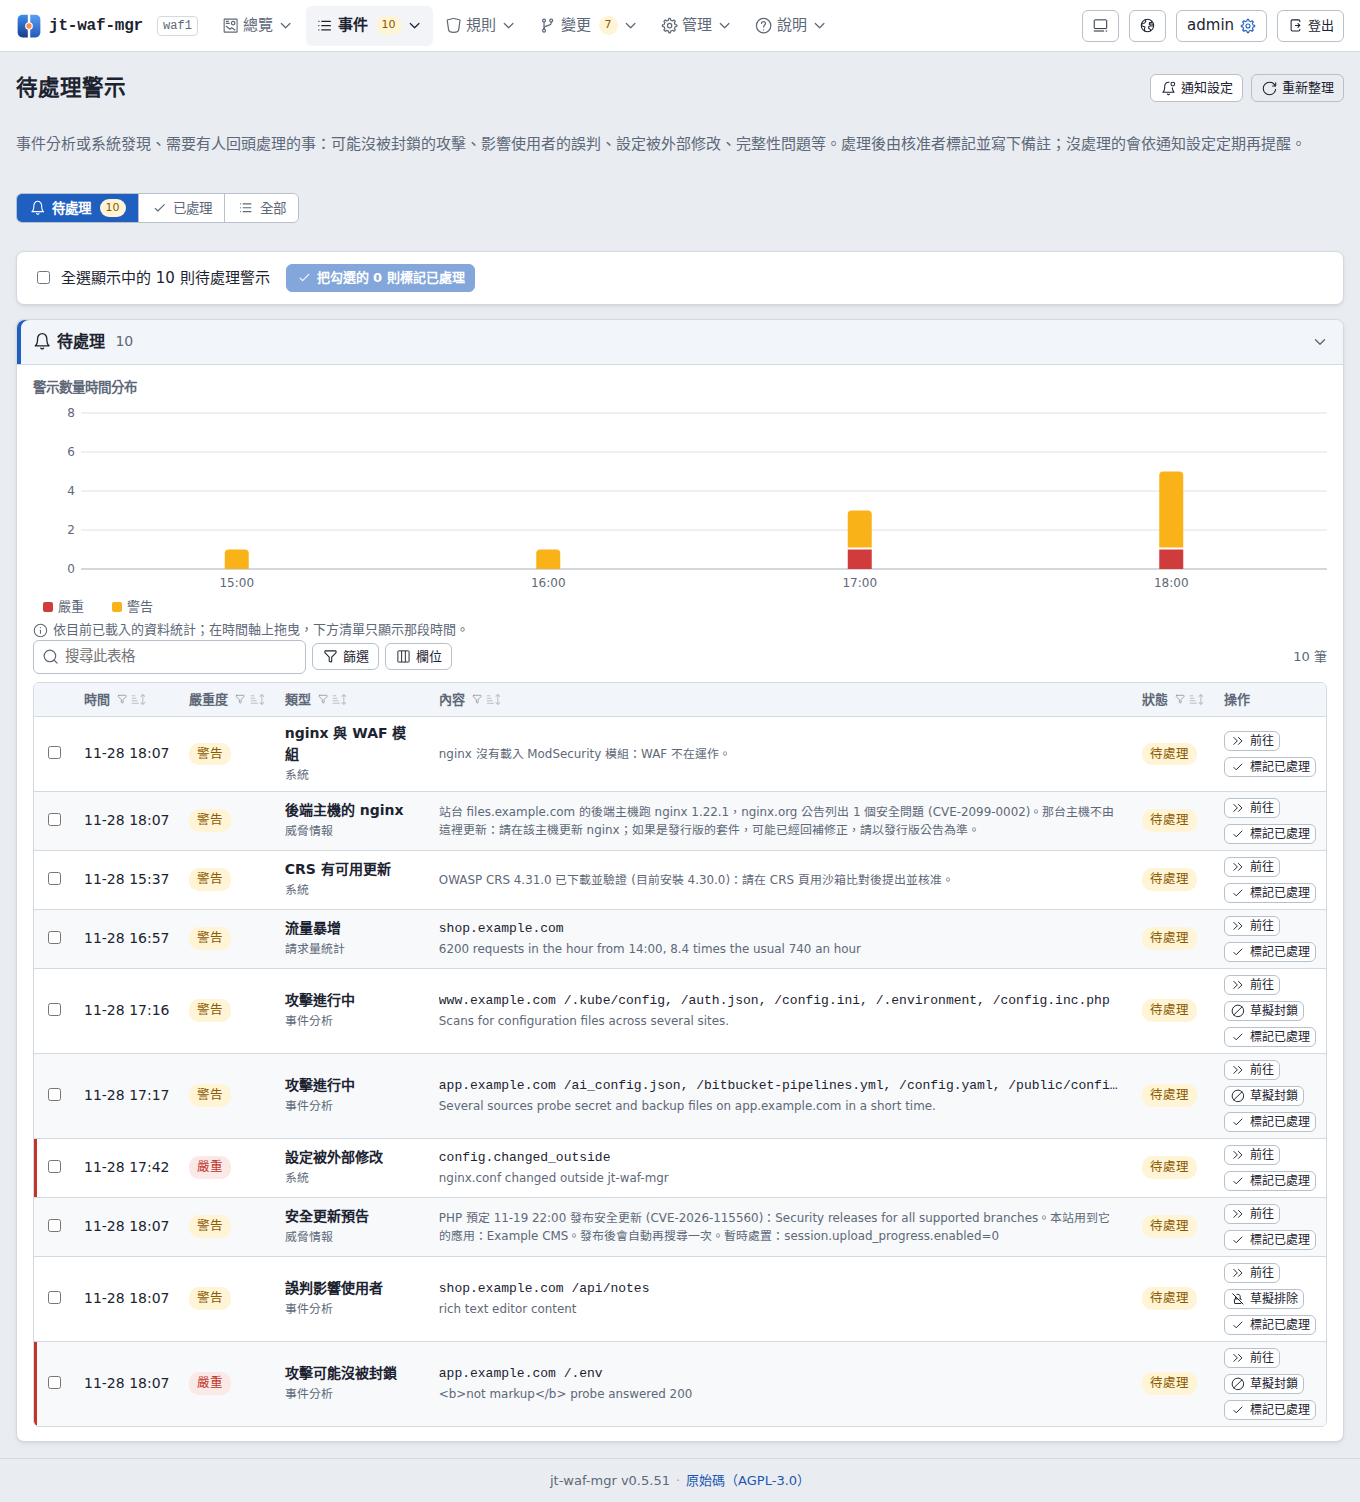 jt-waf-mgr waf1 總覽 事件 10 規則 變更 7 管理 說明 admin 登出
待處理警示 通知設定 重新整理
事件分析或系統發現、需要有人回頭處理的事：可能沒被封鎖的攻擊、影響使用者的誤判、設定被外部修改、完整性問題等。處理後由核准者標記並寫下備註；沒處理的會依通知設定定期再提醒。
待處理 10 已處理 全部
全選顯示中的 10 則待處理警示 把勾選的 0 則標記已處理
待處理 10
警示數量時間分布
8
6
4
2
0
15:00 16:00 17:00 18:00
嚴重 警告
依目前已載入的資料統計；在時間軸上拖曳，下方清單只顯示那段時間。
搜尋此表格 篩選 欄位 10 筆
時間 嚴重度 類型 內容 狀態 操作
11-28 18:07 警告 nginx 與 WAF 模組 系統 nginx 沒有載入 ModSecurity 模組：WAF 不在運作。 待處理 前往 標記已處理
11-28 18:07 警告 後端主機的 nginx 威脅情報 站台 files.example.com 的後端主機跑 nginx 1.22.1，nginx.org 公告列出 1 個安全問題 (CVE-2099-0002)。那台主機不由這裡更新：請在該主機更新 nginx；如果是發行版的套件，可能已經回補修正，請以發行版公告為準。 待處理 前往 標記已處理
11-28 15:37 警告 CRS 有可用更新 系統 OWASP CRS 4.31.0 已下載並驗證 (目前安裝 4.30.0)：請在 CRS 頁用沙箱比對後提出並核准。 待處理 前往 標記已處理
11-28 16:57 警告 流量暴增 請求量統計 shop.example.com 6200 requests in the hour from 14:00, 8.4 times the usual 740 an hour 待處理 前往 標記已處理
11-28 17:16 警告 攻擊進行中 事件分析 www.example.com /.kube/config, /auth.json, /config.ini, /.environment, /config.inc.php Scans for configuration files across several sites. 待處理 前往 草擬封鎖 標記已處理
11-28 17:17 警告 攻擊進行中 事件分析 app.example.com /ai_config.json, /bitbucket-pipelines.yml, /config.yaml, /public/confi… Several sources probe secret and backup files on app.example.com in a short time. 待處理 前往 草擬封鎖 標記已處理
11-28 17:42 嚴重 設定被外部修改 系統 config.changed_outside nginx.conf changed outside jt-waf-mgr 待處理 前往 標記已處理
11-28 18:07 警告 安全更新預告 威脅情報 PHP 預定 11-19 22:00 發布安全更新 (CVE-2026-115560)：Security releases for all supported branches。本站用到它的應用：Example CMS。發布後會自動再搜尋一次。暫時處置：session.upload_progress.enabled=0 待處理 前往 標記已處理
11-28 18:07 警告 誤判影響使用者 事件分析 shop.example.com /api/notes rich text editor content 待處理 前往 草擬排除 標記已處理
11-28 18:07 嚴重 攻擊可能沒被封鎖 事件分析 app.example.com /.env <b>not markup</b> probe answered 200 待處理 前往 草擬封鎖 標記已處理
jt-waf-mgr v0.5.51 · 原始碼（AGPL-3.0）